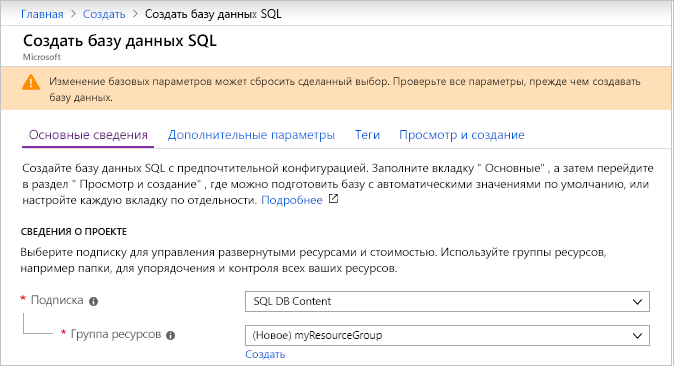 Главная > Создать > Создать базу данных SQL
Создать базу данных SQL
Microsoft
Изменение базовых параметров может сбросить сделанный выбор. Проверьте все параметры, прежде чем создавать
базу данных.
Основные сведения Дополнительные параметры Теги Просмотр и создание
Создайте базу данных SQL с предпочтительной конфигурацией. Заполните вкладку " Основные" , а затем перейдите
в раздел " Просмотр и создание" , где можно подготовить базу с автоматическими значениями по умолчанию, или
настройте каждую вкладку по отдельности. Подробнее
СВЕДЕНИЯ О ПРОЕКТЕ
Выберите подписку для управления развернутыми ресурсами и стоимостью. Используйте группы ресурсов,
например папки, для упорядочения и контроля всех ваших ресурсов.
* Подписка SQL DB Content
* Группа ресурсов (Новое) myResourceGroup
Создать